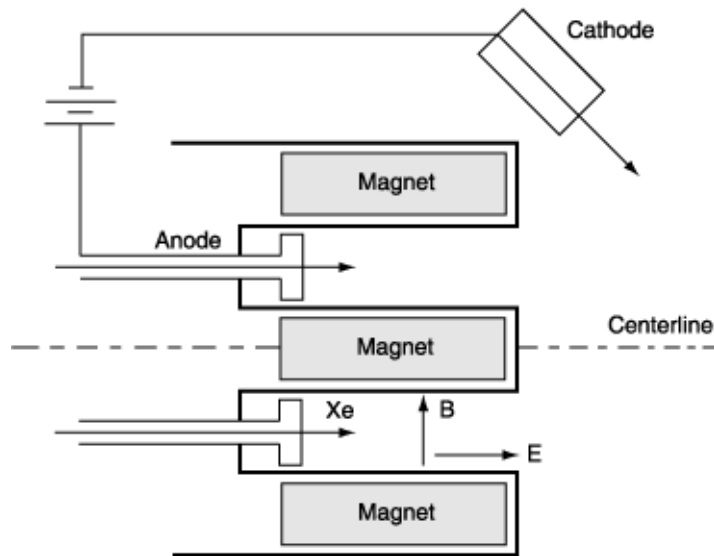 Cathode
Magnet
Anode
Magnet
Centerline
Xe
B
E
Magnet